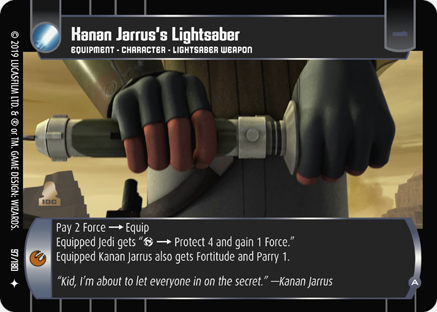 Kanan Jarrus's Lightsaber
EQUIPMENT - CHARACTER - LIGHTSABER WEAPON
© 2019 LUCASFILM LTD. & ® or TM. GAME DESIGN: WIZARDS.
97/180
IDC
Pay 2 Force → Equip
Equipped Jedi gets “ → Protect 4 and gain 1 Force.”
Equipped Kanan Jarrus also gets Fortitude and Parry 1.
“Kid, I'm about to let everyone in on the secret.” —Kanan Jarrus
A